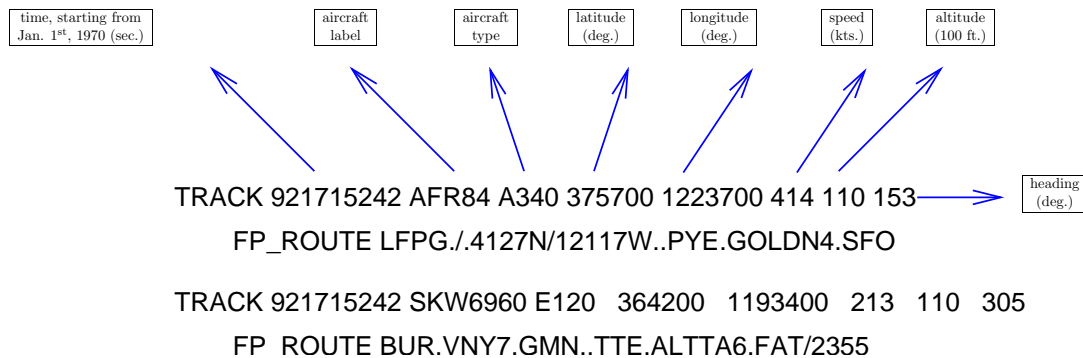 time, starting from
Jan. 1st, 1970 (sec.)
aircraft
label
aircraft
type
latitude
(deg.)
longitude
(deg.)
speed
(kts.)
altitude
(100 ft.)
TRACK 921715242 AFR84 A340 375700 1223700 414 110 153
heading
(deg.)
FP_ROUTE LFPG./.4127N/12117W..PYE.GOLDN4.SFO
TRACK 921715242 SKW6960 E120 364200 1193400 213 110 305
FP_ROUTE BUR.VNY7.GMN..TTE.ALTTA6.FAT/2355